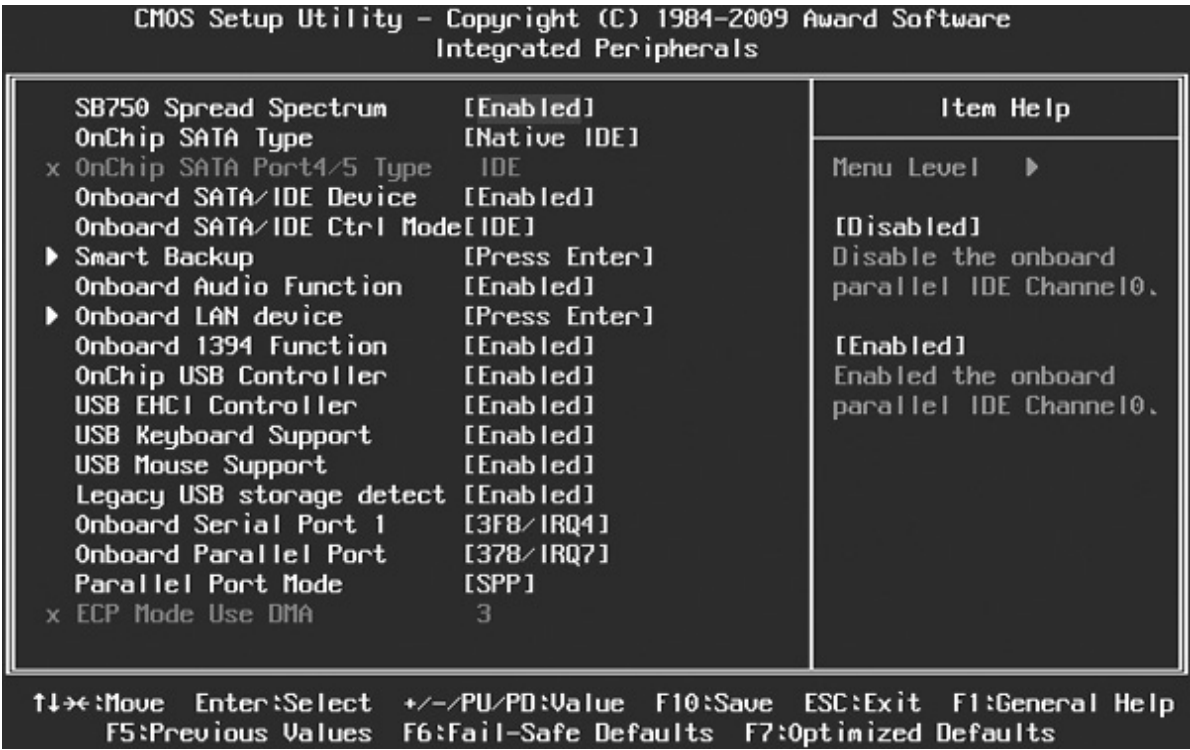 CMOS Setup Utility - Copyright (C) 1984-2009 Award Software
Integrated Peripherals
SB750 Spread Spectrum [Enabled]
OnChip SATA Type [Native IDE]
x OnChip SATA Port4/5 Type IDE
Onboard SATA/IDE Device [Enabled]
Onboard SATA/IDE Ctrl Mode[IDE]
Smart Backup [Press Enter]
Onboard Audio Function [Enabled]
Onboard LAN device [Press Enter]
Onboard 1394 Function [Enabled]
OnChip USB Controller [Enabled]
USB EHCI Controller [Enabled]
USB Keyboard Support [Enabled]
USB Mouse Support [Enabled]
Legacy USB storage detect [Enabled]
Onboard Serial Port 1 [3F8/IRQ4]
Onboard Parallel Port [378/IRQ7]
Parallel Port Mode [SPP]
x ECP Mode Use DMA 3
Item Help
Menu Level
[Disabled]
Disable the onboard
parallel IDE Channel0.
[Enabled]
Enabled the onboard
parallel IDE Channel0.
↑↓→←:Move Enter:Select +/-/PU/PD:Value F10:Save ESC:Exit F1:General Help
F5:Previous Values F6:Fail-Safe Defaults F7:Optimized Defaults